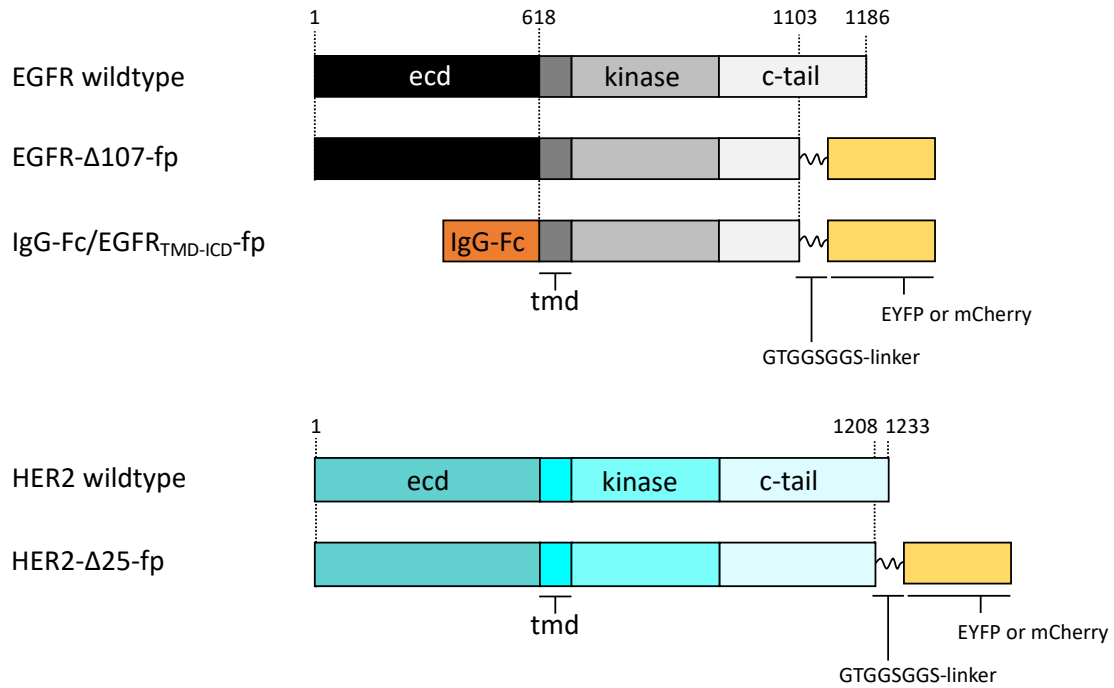 1 618 1103 1186
EGFR wildtype ecd kinase c-tail
EGFR-Δ107-fp
IgG-Fc/EGFRTMD-ICD-fp IgG-Fc
tmd
EYFP or mCherry
GTGGSGGS-linker
1 1208 1233
HER2 wildtype ecd kinase c-tail
HER2-Δ25-fp
tmd
EYFP or mCherry
GTGGSGGS-linker